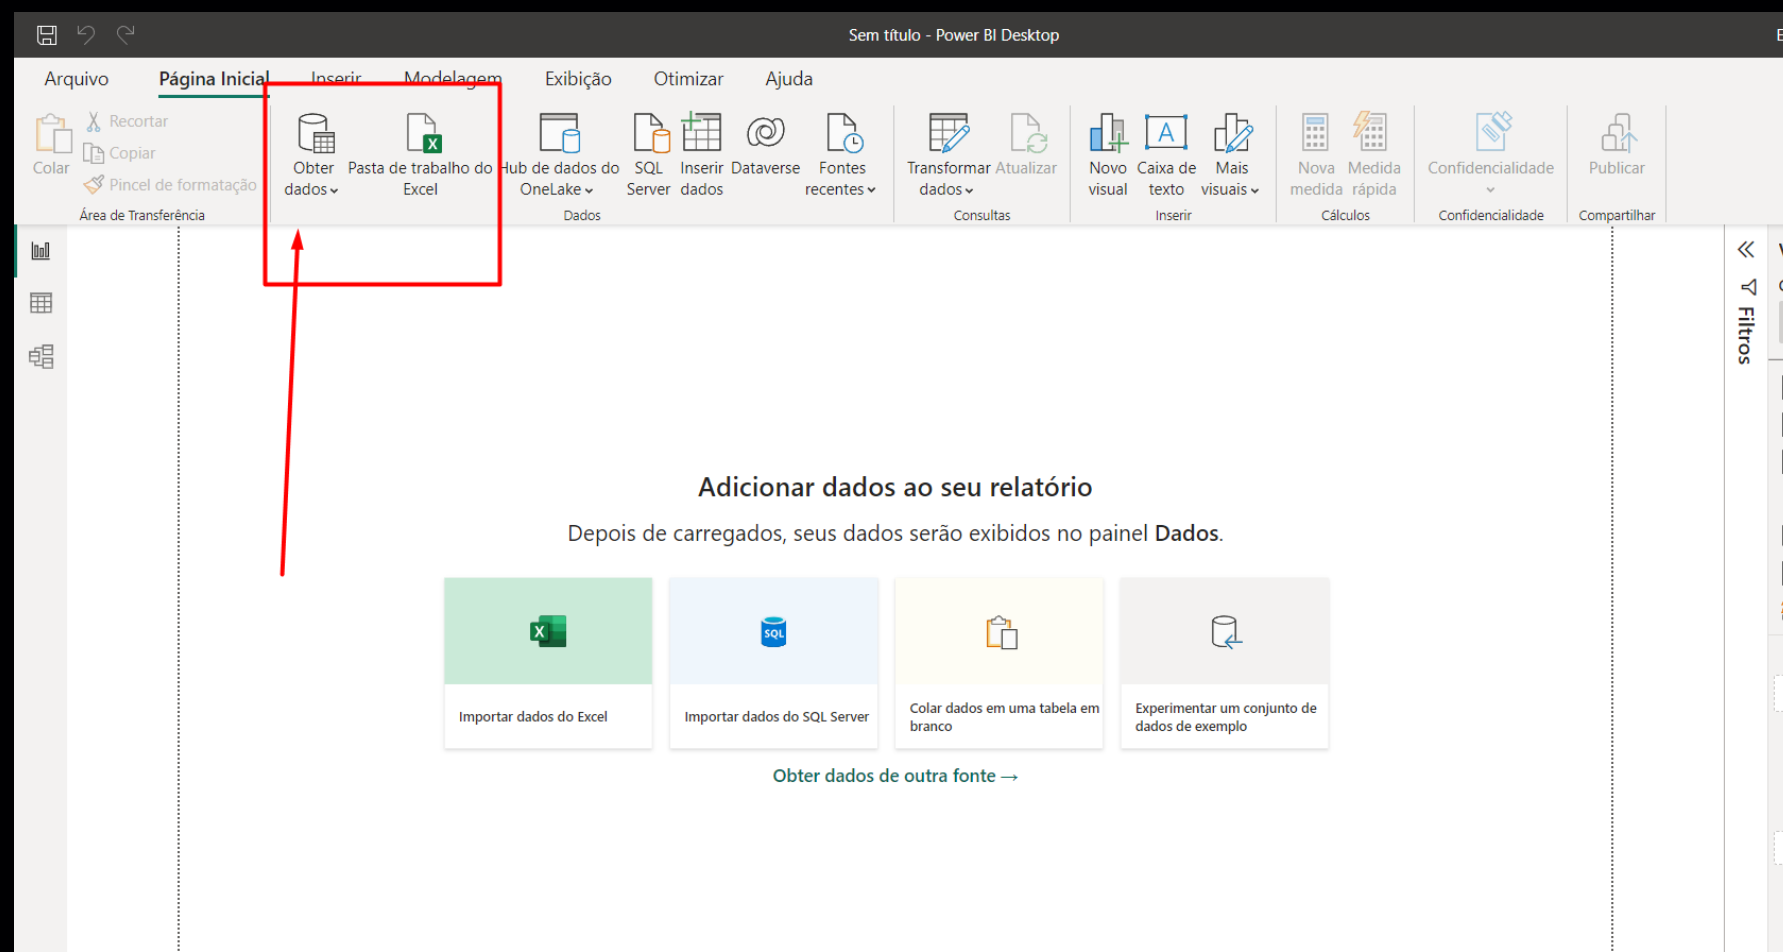 Sem título - Power BI Desktop
Arquivo Página Inicial Inserir Modelagem Exibição Otimizar Ajuda
Colar
Recortar
Copiar
Pincel de formatação
Área de Transferência
Obter
dados
Pasta de trabalho do
Excel
Hub de dados do
OneLake
SQL
Server
Inserir
dados
Dataverse
Fontes
recentes
Dados
Transformar
dados
Atualizar
Consultas
Novo
visual
A
Caixa de
texto
Mais
visuais
Inserir
Nova
medida
Medida
rápida
Cálculos
Confidencialidade
Confidencialidade
Publicar
Compartilhar
Filtros
Adicionar dados ao seu relatório
Depois de carregados, seus dados serão exibidos no painel Dados.
X
Importar dados do Excel
SQL
Importar dados do SQL Server
Colar dados em uma tabela em
branco
Experimentar um conjunto de
dados de exemplo
Obter dados de outra fonte →